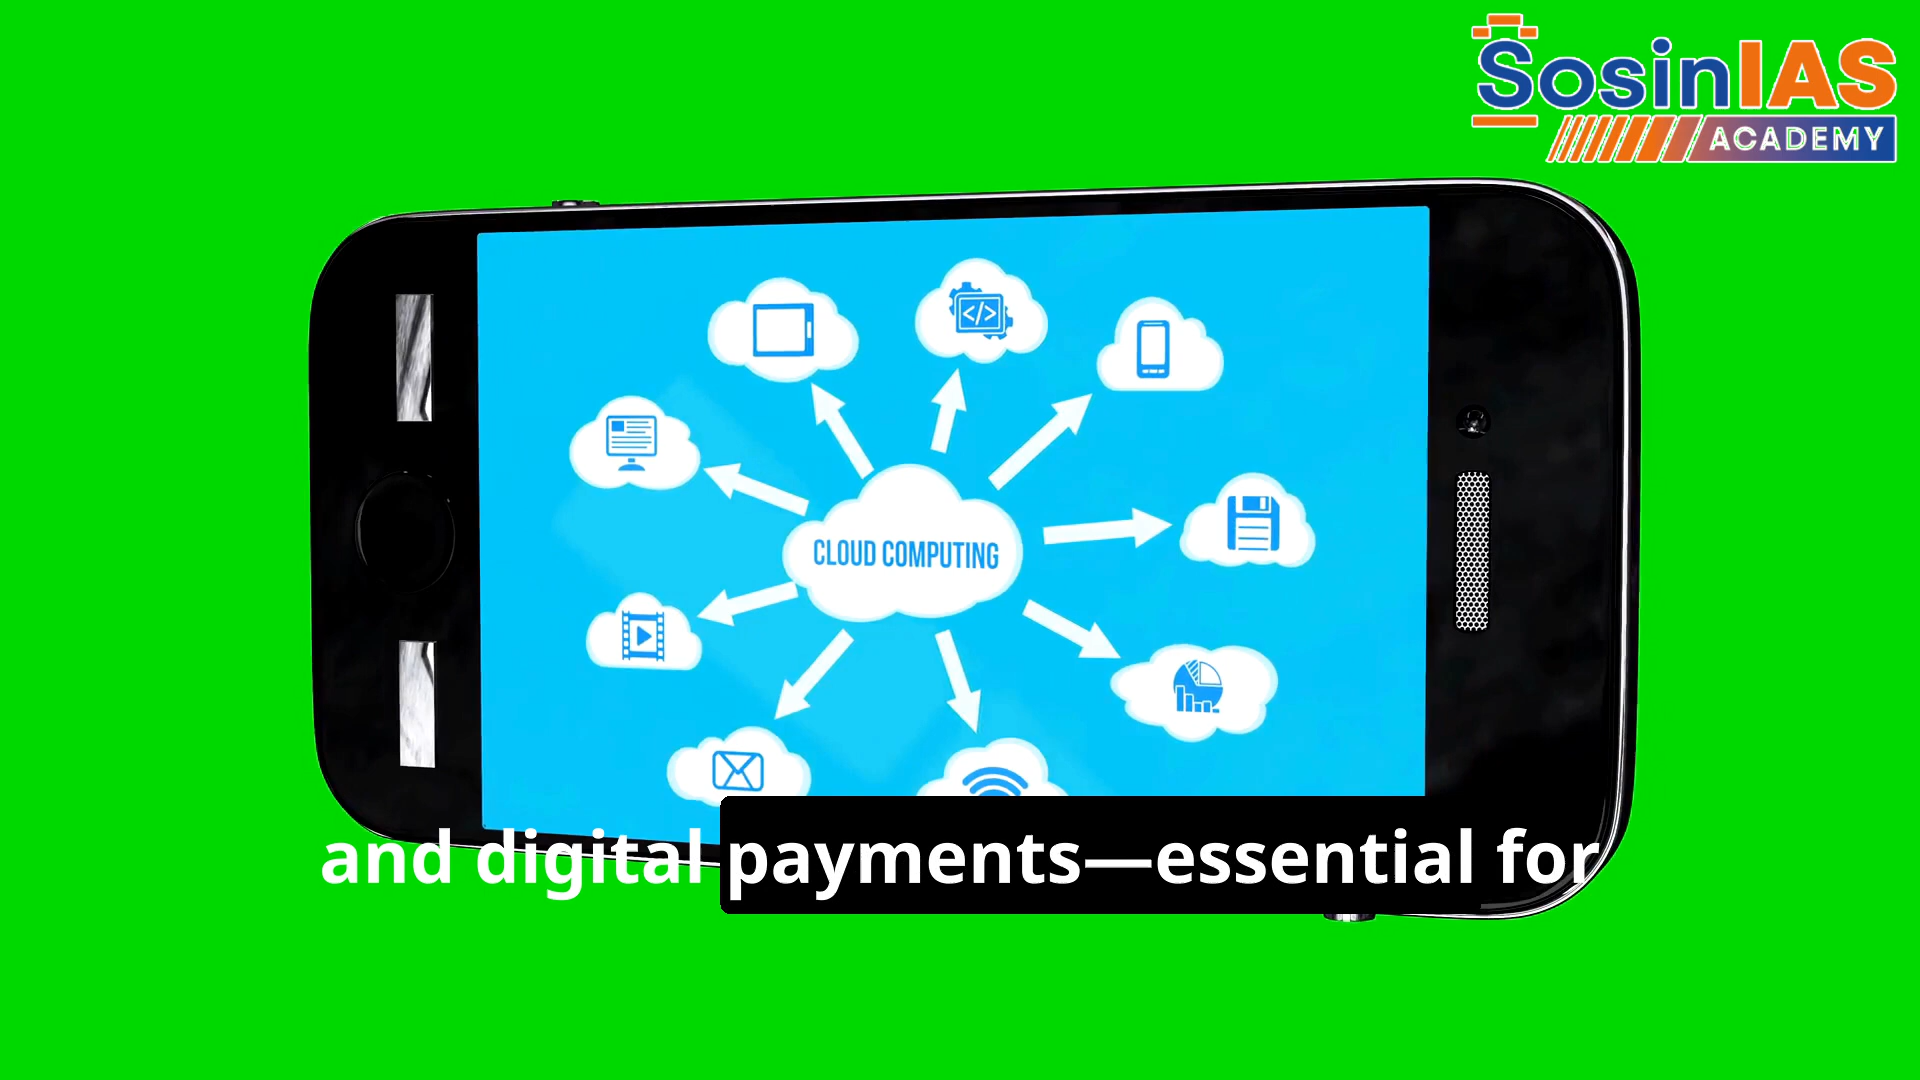 SosinIAS
ACADEMY
</>
CLOUD COMPUTING
and digital payments—essential for